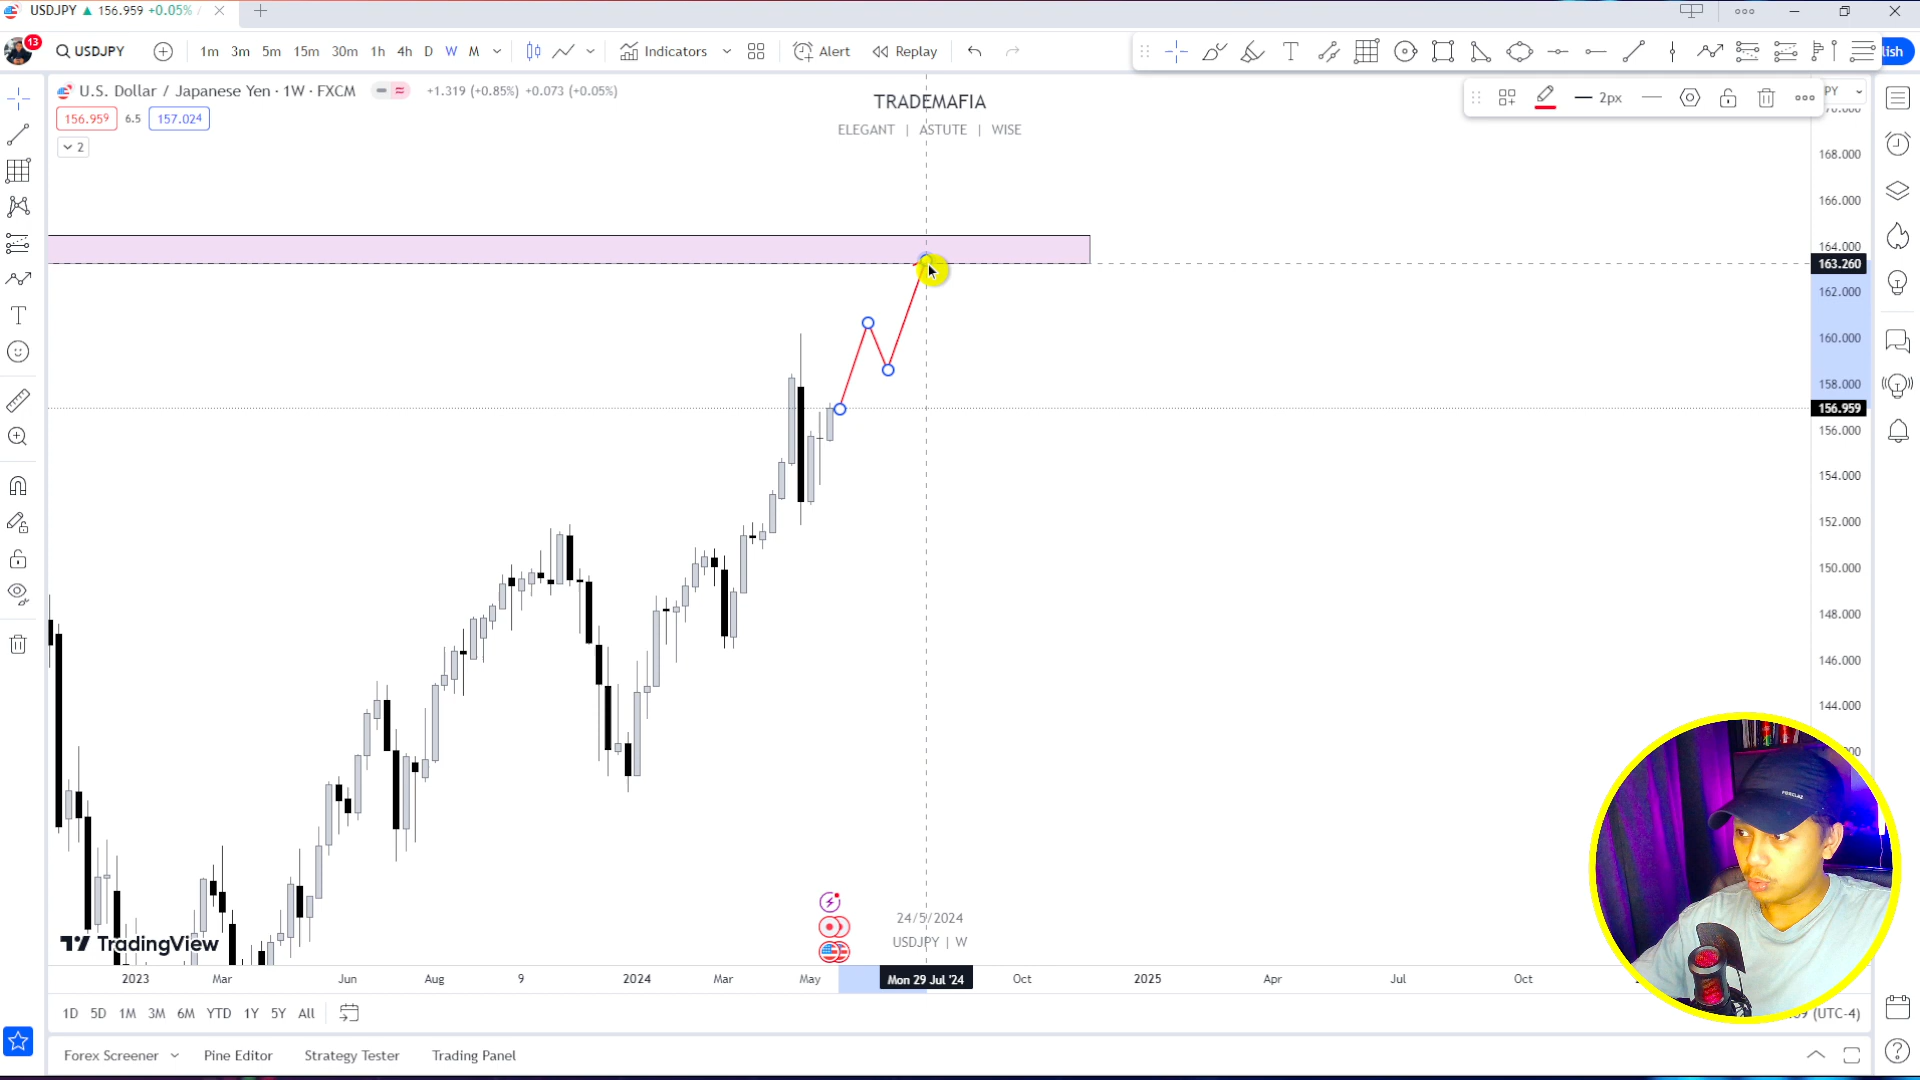 USDJPY ▲ 156.959 +0.05% /
13
USDJPY 1m 3m 5m 15m 30m 1h 4h D W M Indicators Alert Replay
lish
U.S. Dollar / Japanese Yen · 1W · FXCM +1.319 (+0.85%) +0.073 (+0.05%)
156.959 6.5 157.024
2
TRADEMAFIA
ELEGANT | ASTUTE | WISE
2px
PY
168.000
166.000
164.000
163.260
162.000
160.000
158.000
156.959
156.000
154.000
152.000
150.000
148.000
146.000
144.000
24/5/2024
USDJPY | W
TradingView
2023 Mar Jun Aug 9 2024 Mar May Mon 29 Jul '24 Oct 2025 Apr Jul Oct
1D 5D 1M 3M 6M YTD 1Y 5Y All
(UTC-4)
Forex Screener Pine Editor Strategy Tester Trading Panel